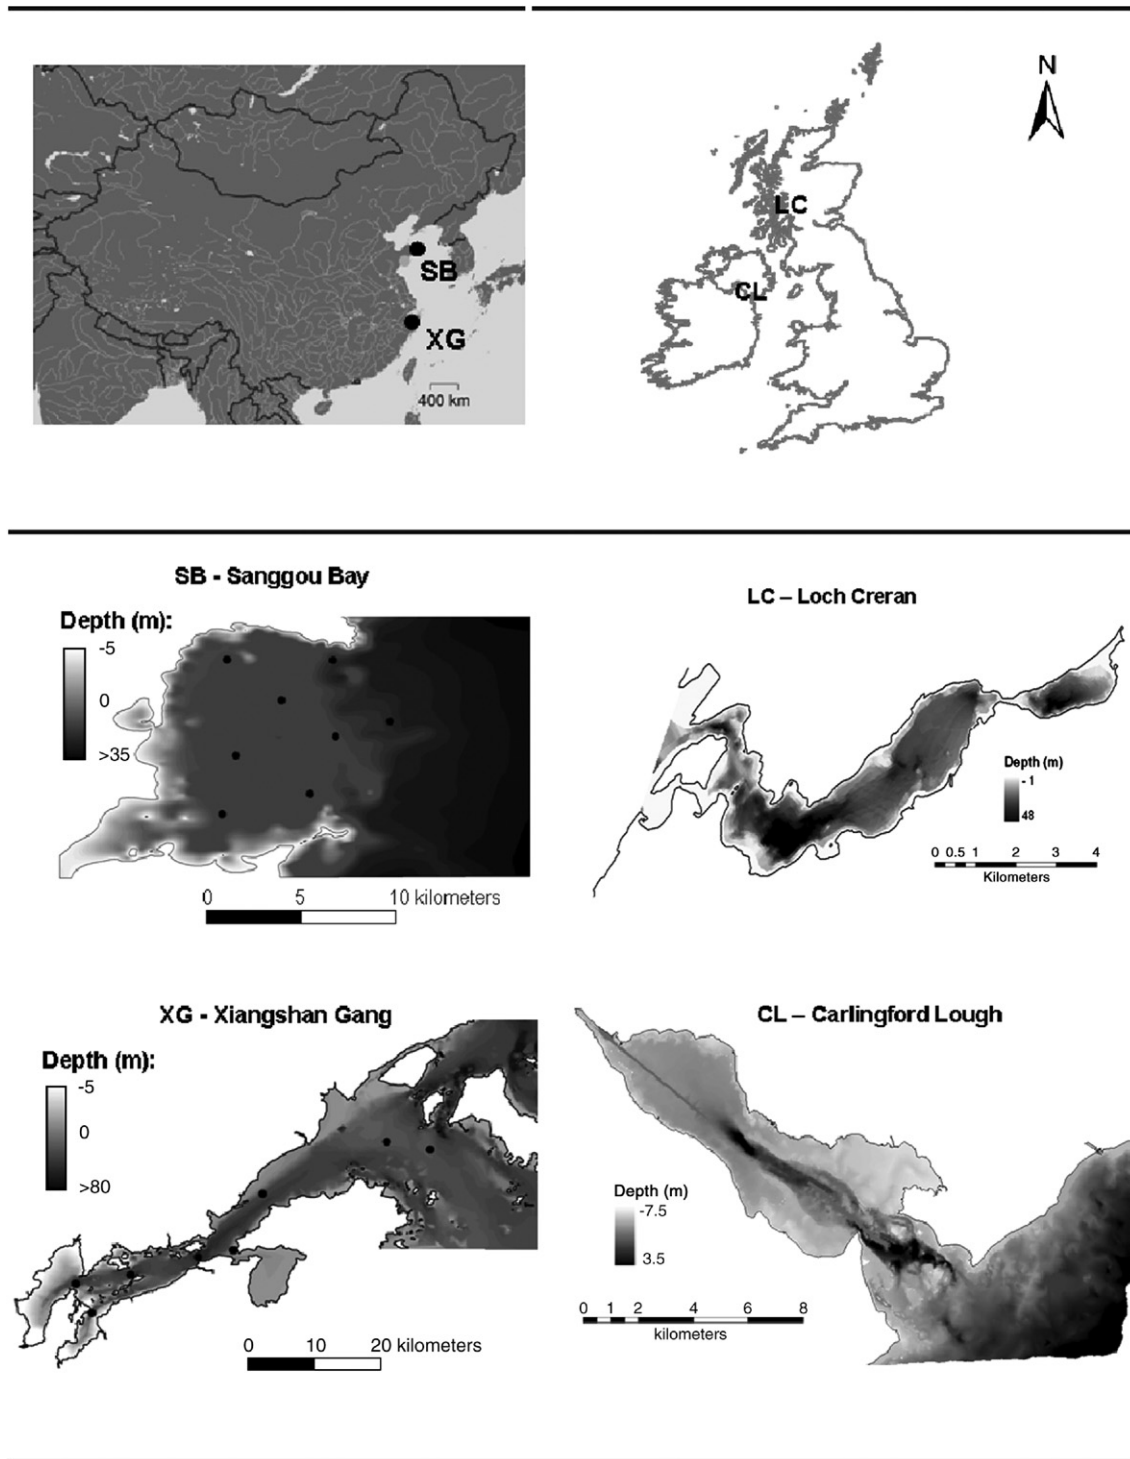 N
LC
SB
CL
XG
400 km
SB - Sanggou Bay
Depth (m):
-5
0
>35
0 5 10 kilometers
LC – Loch Creran
Depth (m)
- 1
48
0 0.5 1 2 3 4
Kilometers
XG - Xiangshan Gang
Depth (m):
-5
0
>80
0 10 20 kilometers
CL – Carlingford Lough
Depth (m)
-7.5
3.5
0 1 2 4 6 8
kilometers